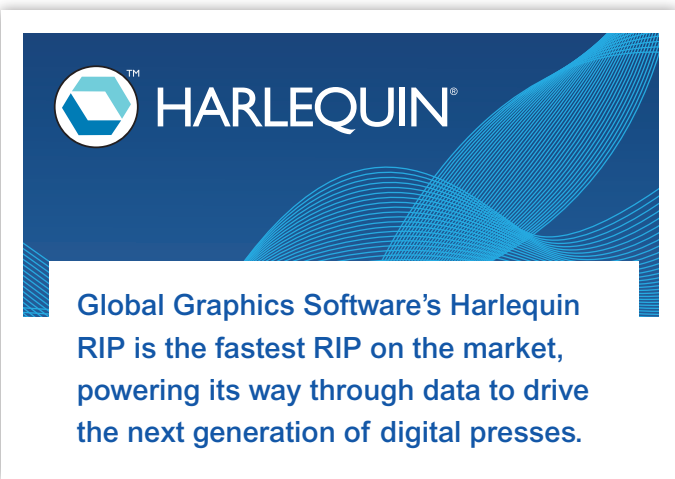 ™
HARLEQUIN®
Global Graphics Software’s Harlequin
RIP is the fastest RIP on the market,
powering its way through data to drive
the next generation of digital presses.